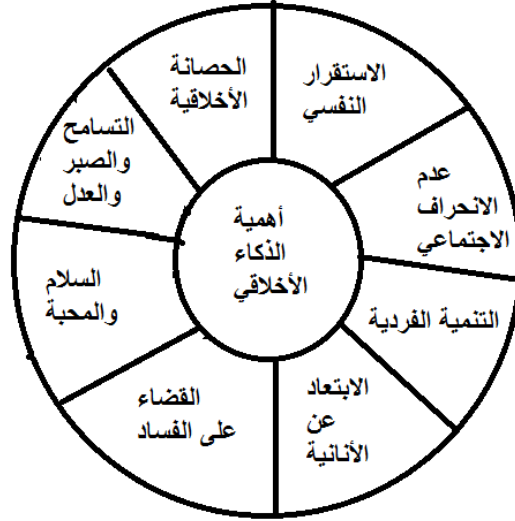 أهمية
الذكاء
الأخلاقي
الاستقرار
النفسي
عدم
الانحراف
الاجتماعي
التنمية الفردية
الابتعاد
عن
الأنانية
القضاء
على الفساد
السلام
والمحبة
التسامح
والصبر
والعدل
الحصانة
الأخلاقية